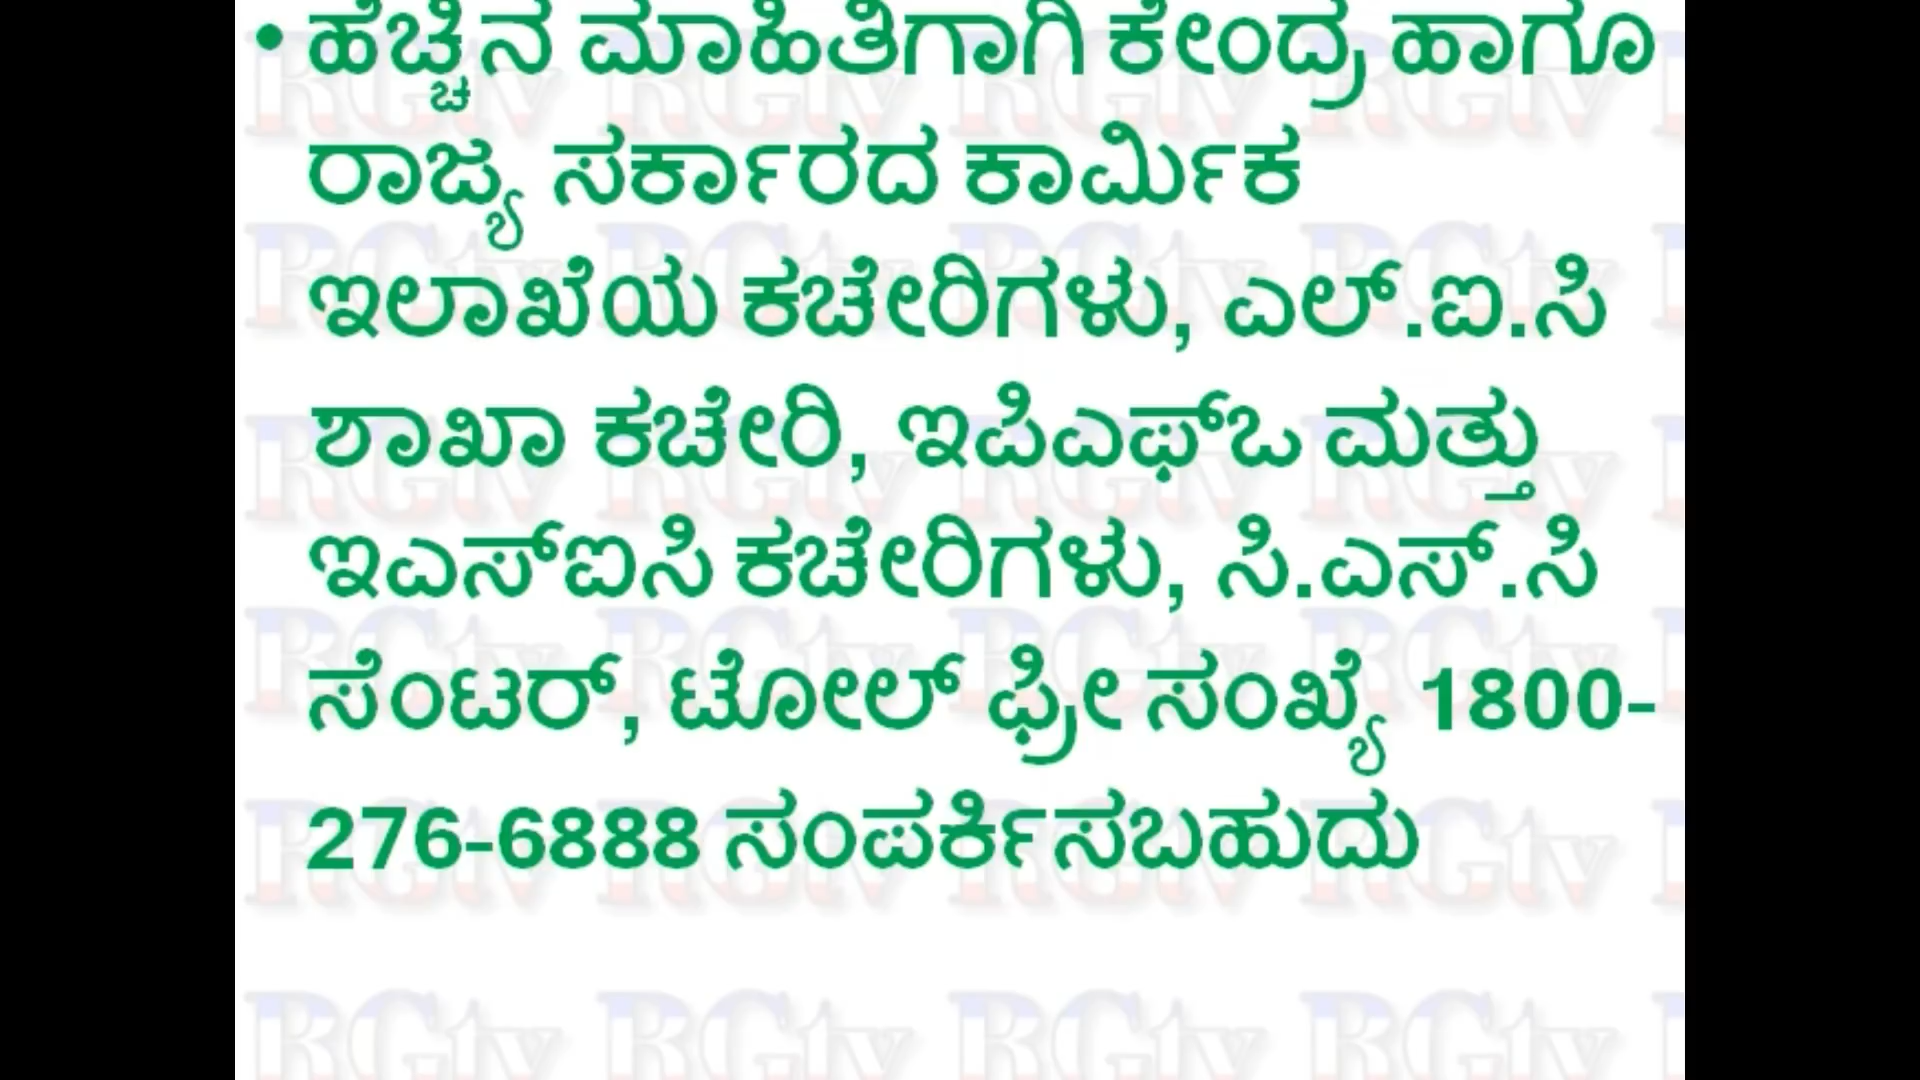 • ಹೆಚ್ಚಿನ ಮಾಹಿತಿಗಾಗಿ ಕೇಂದ್ರ ಹಾಗೂ
ರಾಜ್ಯ ಸರ್ಕಾರದ ಕಾರ್ಮಿಕ
ಇಲಾಖೆಯ ಕಚೇರಿಗಳು, ಎಲ್.ಐ.ಸಿ
ಶಾಖಾ ಕಚೇರಿ, ಇಪಿಎಫ್‌ಒ ಮತ್ತು
ಇಎಸ್‌ಐಸಿ ಕಚೇರಿಗಳು, ಸಿ.ಎಸ್.ಸಿ
ಸೆಂಟರ್, ಟೋಲ್ ಫ್ರೀ ಸಂಖ್ಯೆ 1800-
276-6888 ಸಂಪರ್ಕಿಸಬಹುದು